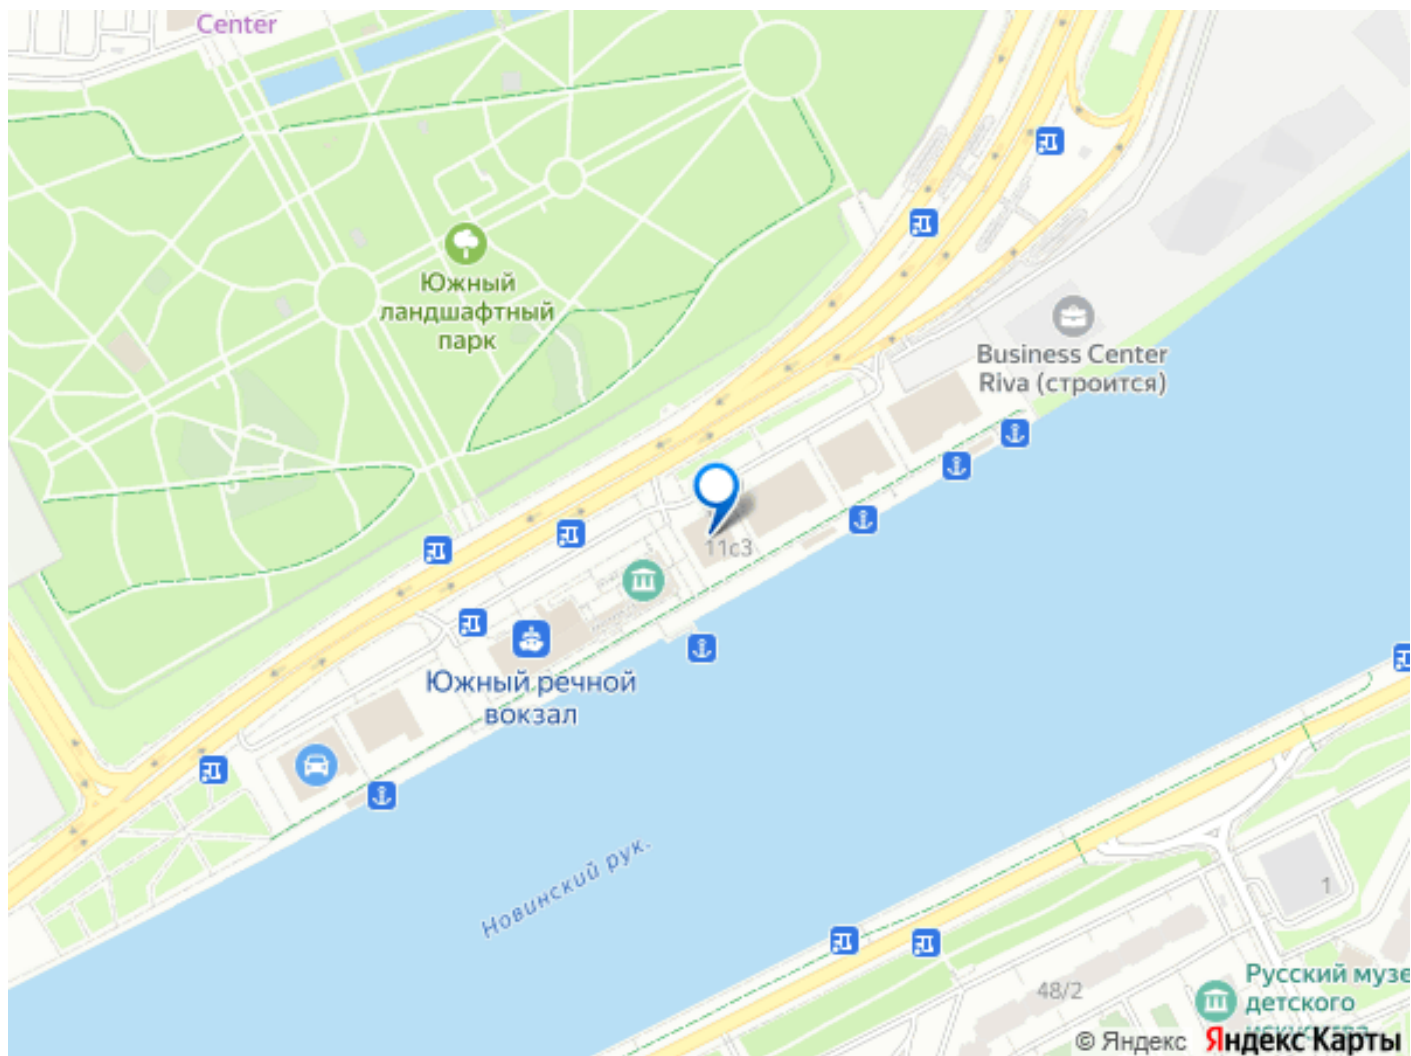 Center
Южный
ландшафтный
парк
Business Center
Riva (строится)
11с3
Южный речной
вокзал
Новинский рук.
1
48/2
Русский музе
детского
искусства
© Яндекс Яндекс Карты